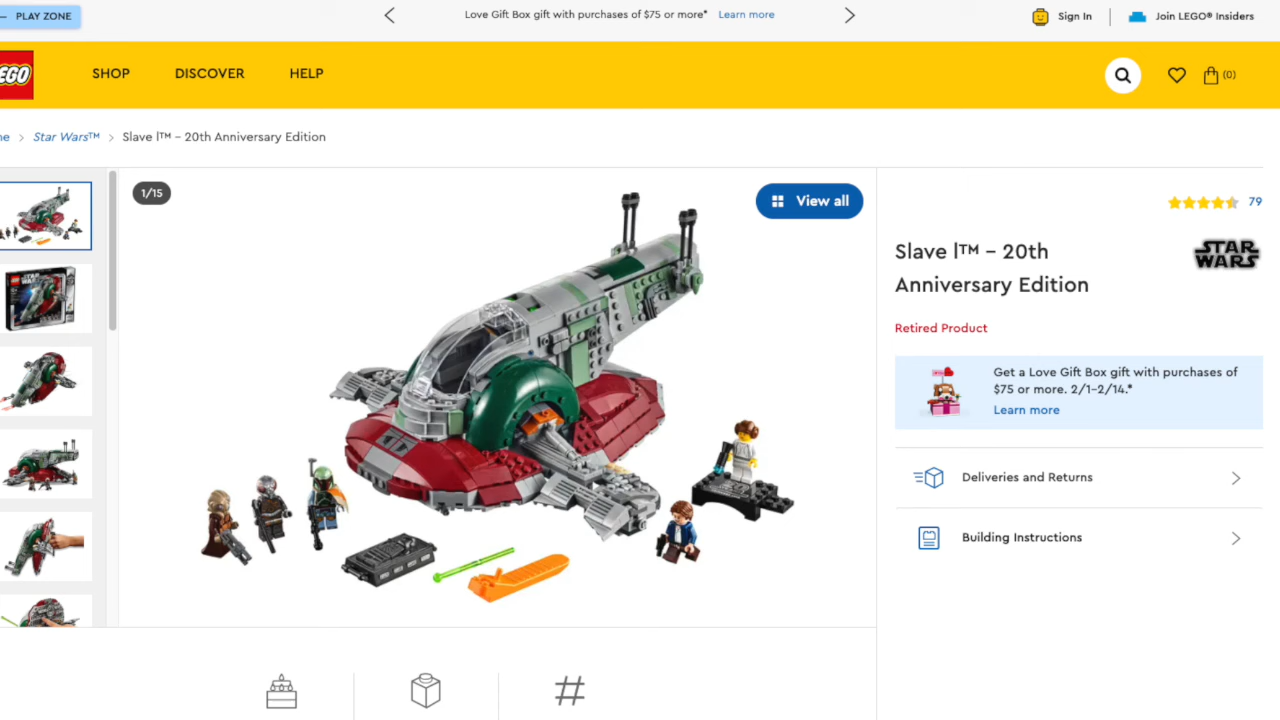 PLAY ZONE
Love Gift Box gift with purchases of $75 or more* Learn more
Sign In
Join LEGO® Insiders
SHOP
DISCOVER
HELP
(0)
Star Wars™
Slave l™ - 20th Anniversary Edition
1/15
View all
79
Slave l™ - 20th
Anniversary Edition
STAR
WARS
Retired Product
Get a Love Gift Box gift with purchases of
$75 or more. 2/1-2/14.*
Learn more
Deliveries and Returns
Building Instructions